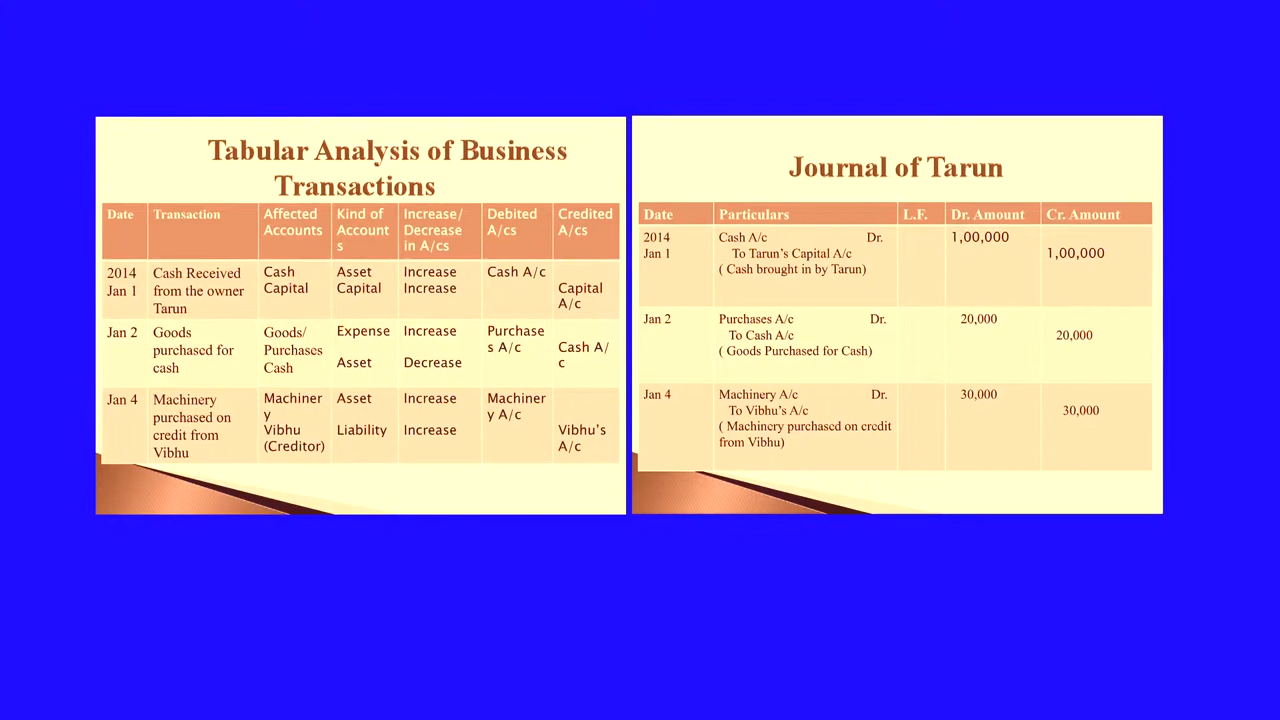 Tabular Analysis of Business
Transactions
Date Transaction Affected Accounts Kind of Account s Increase/ Decrease in A/cs Debited A/cs Credited A/cs
2014 Cash Received Cash Asset Increase Cash A/c
Jan 1 from the owner Capital Capital Increase Capital
Tarun A/c
Jan 2 Goods Goods/ Expense Increase Purchase
purchased for Purchases s A/c Cash A/
cash Cash Asset Decrease c
Jan 4 Machinery Machiner Asset Increase Machiner
purchased on y y A/c
credit from Vibhu Liability Increase Vibhu's
Vibhu (Creditor) A/c
Journal of Tarun
Date Particulars L.F. Dr. Amount Cr. Amount
2014 Cash A/c Dr. 1,00,000
Jan 1 To Tarun's Capital A/c 1,00,000
( Cash brought in by Tarun)
Jan 2 Purchases A/c Dr. 20,000
To Cash A/c 20,000
( Goods Purchased for Cash)
Jan 4 Machinery A/c Dr. 30,000
To Vibhu's A/c 30,000
( Machinery purchased on credit
from Vibhu)